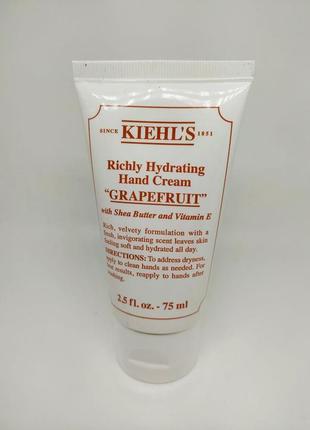 SINCE KIEHL'S 1851
Richly Hydrating
Hand Cream
"GRAPEFRUIT"
with Shea Butter and Vitamin E
Rich, velvety formulation with a
fresh, invigorating scent leaves skin
feeling soft and hydrated all day.
DIRECTIONS: To address dryness,
apply to clean hands as needed. For
best results, reapply to hands after
2.5 fl. oz. - 75 ml